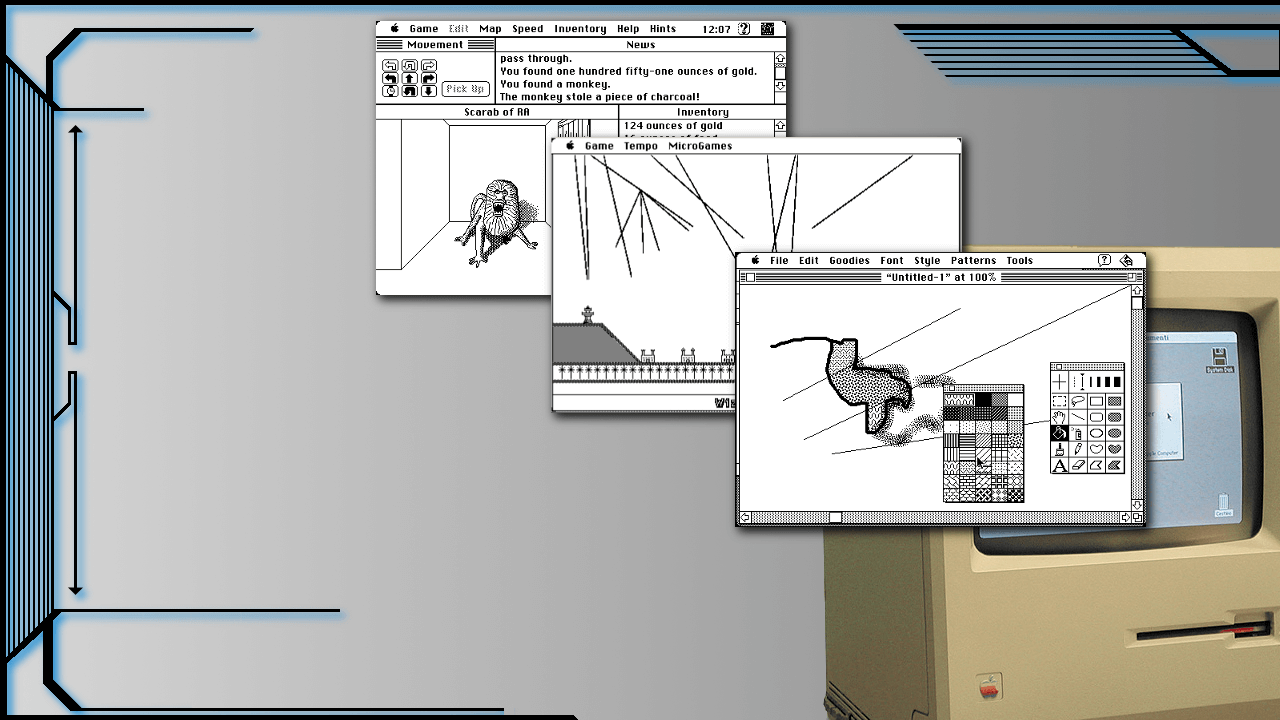 Game Edit Map Speed Inventory Help Hints 12:07
Movement
News
pass through.
You found one hundred fifty-one ounces of gold.
You found a monkey.
The monkey stole a piece of charcoal!
Pick Up
Scarab of RA
Inventory
124 ounces of gold
Game Tempo MicroGames
File Edit Goodies Font Style Patterns Tools
"Untitled-1" at 100%
A
System Disk